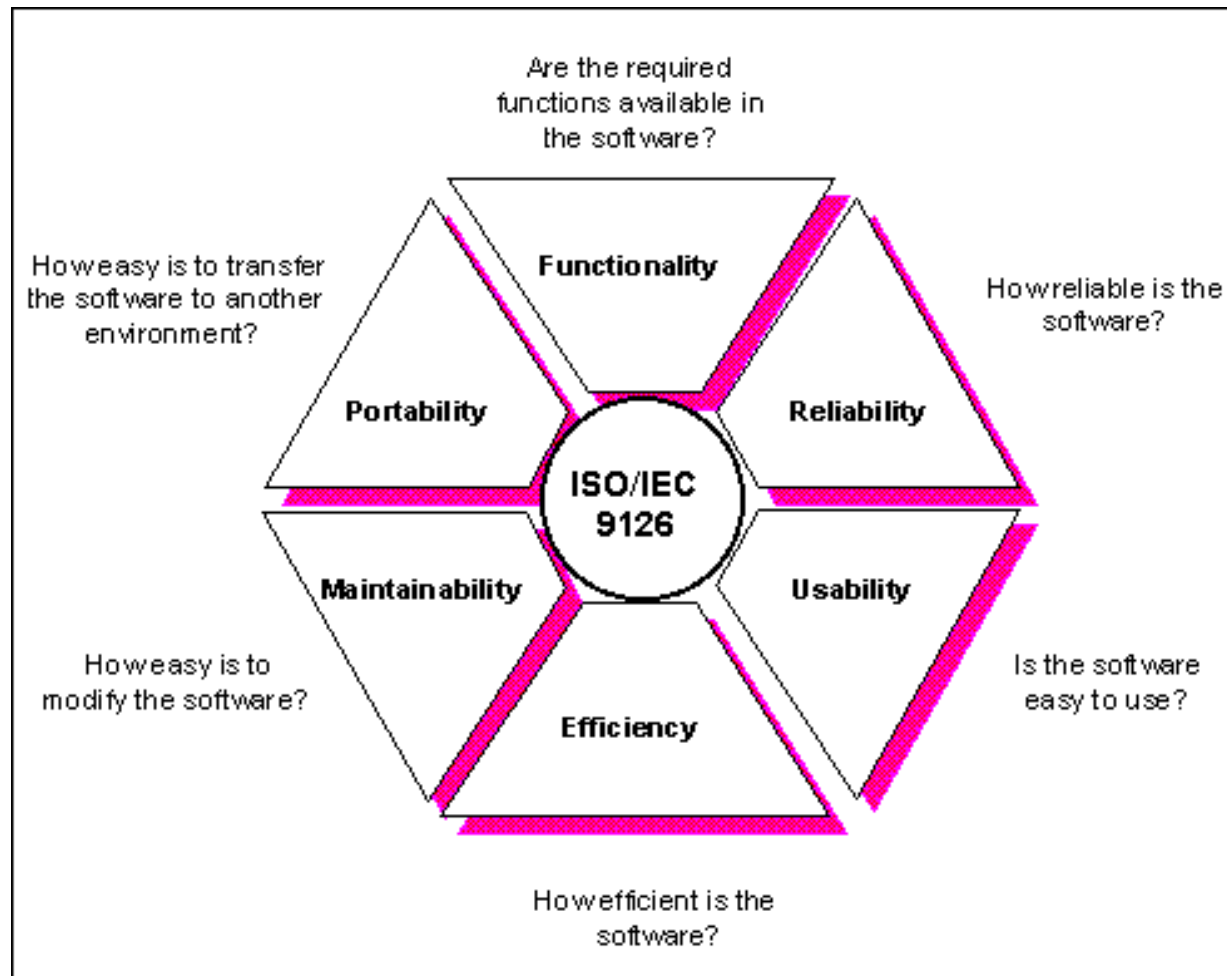 Are the required
functions available in
the software?
Functionality
How easy is to transfer
the software to another
environment?
How reliable is the
software?
Portability
Reliability
ISO/IEC
9126
Maintainability
Usability
How easy is to
modify the software?
Is the software
easy to use?
Efficiency
How efficient is the
software?